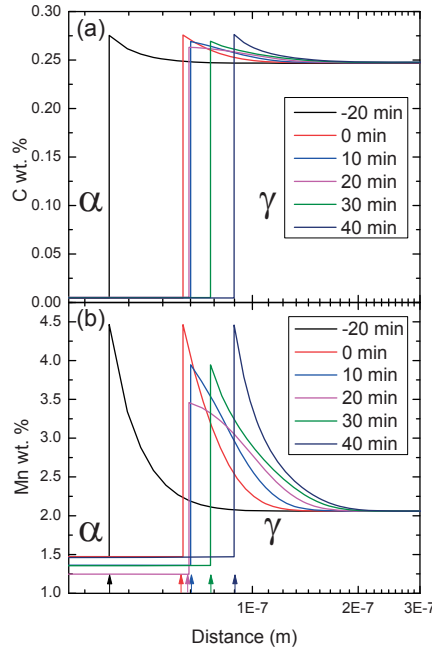 (a)
C wt. %
0.30
0.25
0.20
0.15
0.10
0.05
0.00
α
γ
-20 min
0 min
10 min
20 min
30 min
40 min
(b)
Mn wt. %
4.5
4.0
3.5
3.0
2.5
2.0
1.5
1.0
α
γ
-20 min
0 min
10 min
20 min
30 min
40 min
1E-7
2E-7
3E-7
Distance (m)